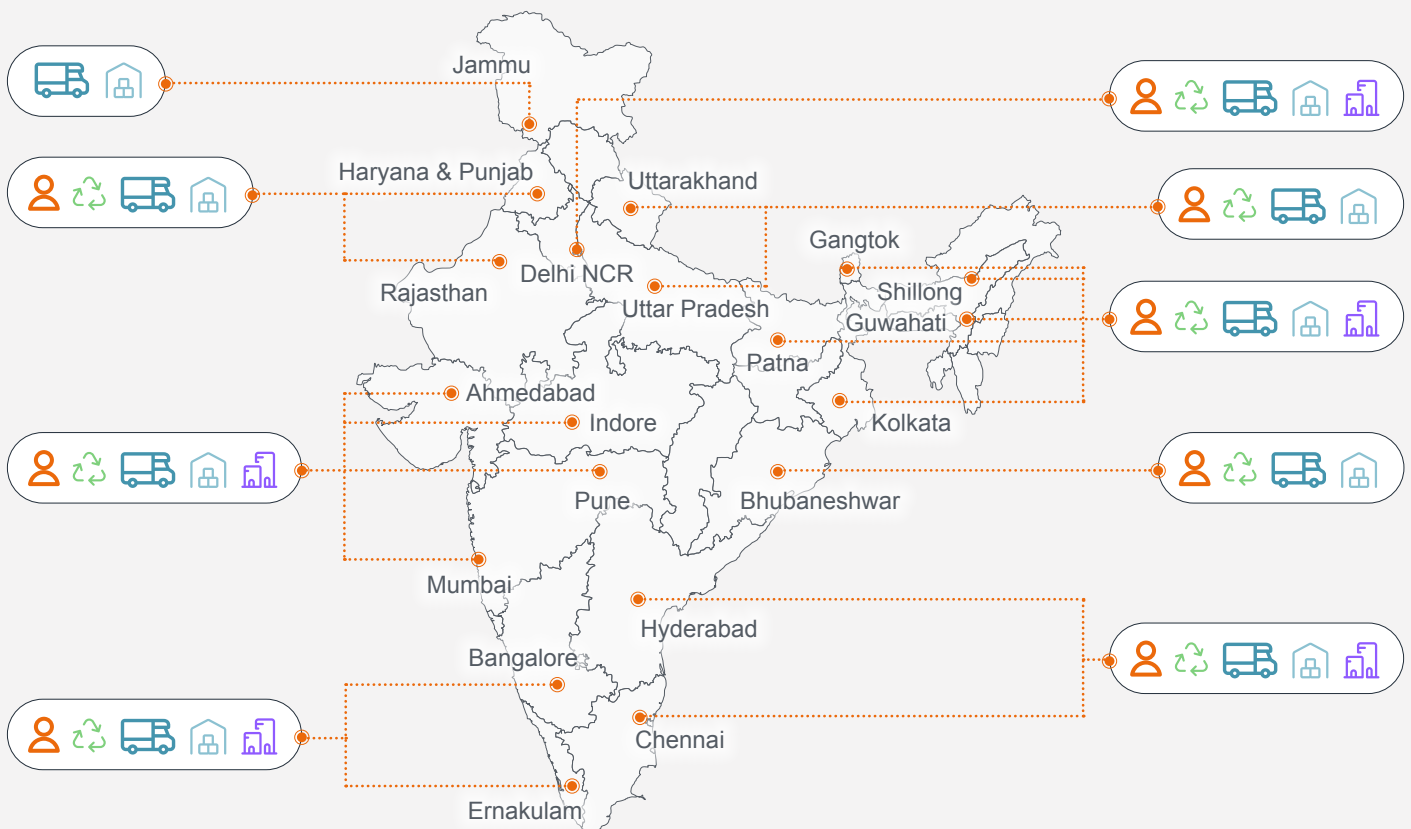 Jammu
Haryana & Punjab
Uttarakhand
Gangtok
Delhi NCR
Rajasthan
Shillong
Uttar Pradesh
Guwahati
Patna
Ahmedabad
Indore
Kolkata
Pune
Bhubaneshwar
Mumbai
Hyderabad
Bangalore
Chennai
Ernakulam